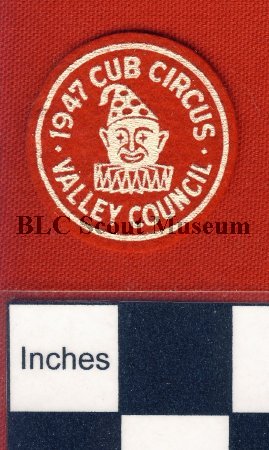 · 1947 CUB CIRCUS ·
VALLEY COUNCIL
BLC Scout Museum
Inches